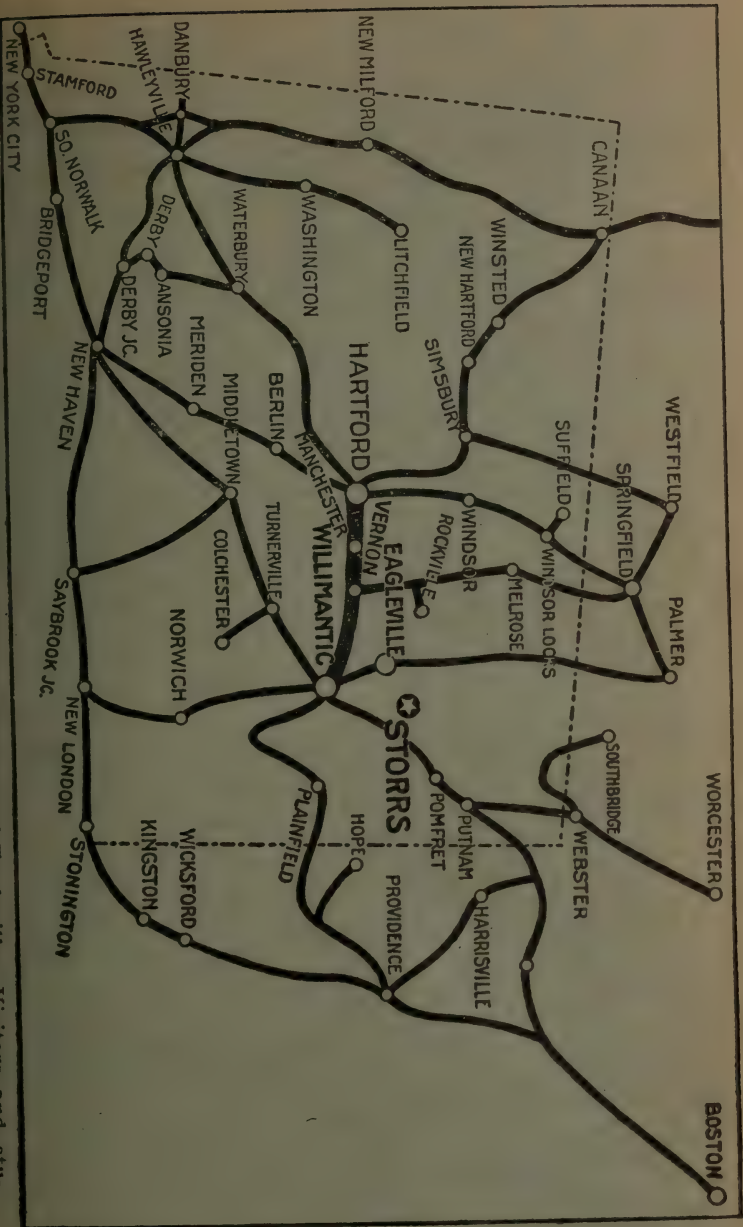 WORCESTER
BOSTON
WESTFIELD
PALMER
SPRINGFIELD
SOUTHBRIDGE
CANAAN
WEBSTER
SUFFIELD
WINDSOR LOCKS
MELROSE
WINSTED
NEW HARTFORD
WINDSOR
PUTNAM
HARRISVILLE
SIMSBURY
ROCKVILLE
POMFRET
LITCHFIELD
STORRS
EAGLEVILLE
PROVIDENCE
NEW MILFORD
HARTFORD
VERNON
HOPE
MANCHESTER
WILLIMANTIC
WASHINGTON
BERLIN
PLAINFIELD
WATERBURY
TURNERVILLE
MIDDLETOWN
COLCHESTER
MERIDEN
DANBURY
HAWLEYVILLE
DERBY
ANSONIA
NORWICH
WICKSFORD
DERBY JC.
KINGSTON
STAMFORD
SO. NORWALK
BRIDGEPORT
NEW HAVEN
SAYBROOK JC.
NEW LONDON
STONINGTON
NEW YORK CITY